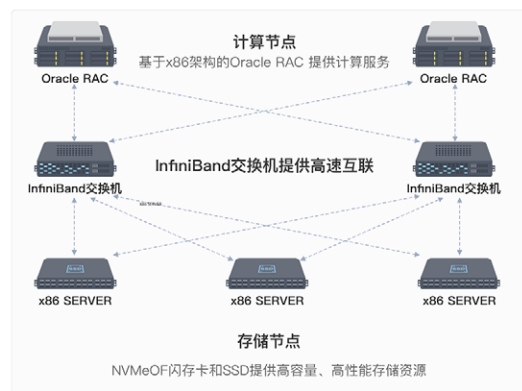 计算节点
基于x86架构的Oracle RAC 提供计算服务
Oracle RAC
Oracle RAC
InfiniBand交换机提供高速互联
InfiniBand交换机
InfiniBand交换机
SSD
SSD
SSD
x86 SERVER
x86 SERVER
x86 SERVER
存储节点
NVMeOF闪存卡和SSD提供高容量、高性能存储资源